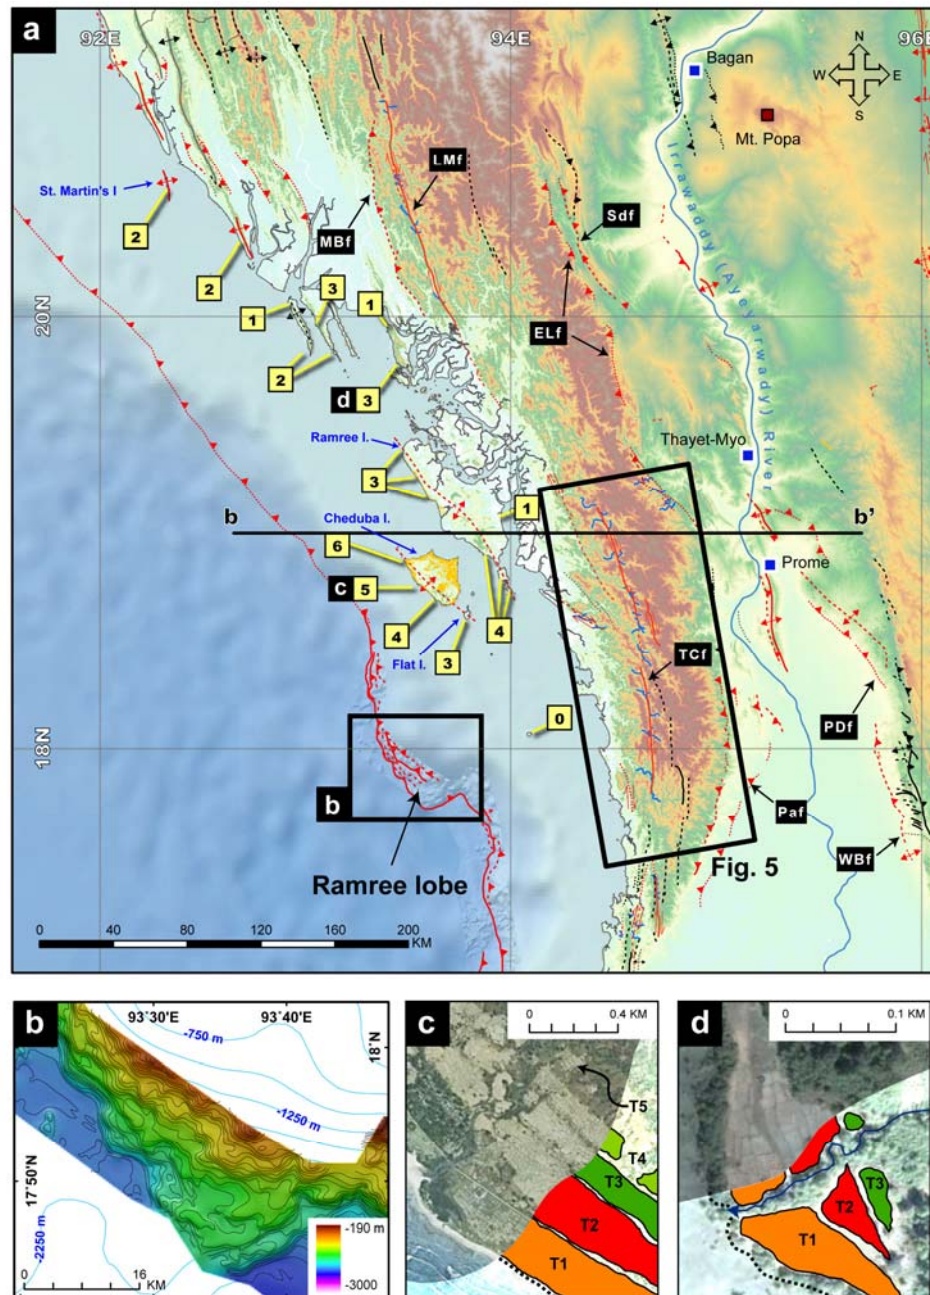 a
92E
94E
96E
N
W
E
S
Bagan
Mt. Popa
St. Martin's I
LMf
MBf
Sdf
Irrawaddy (Ayeyarwady) River
2
2
3
1
1
2
20N
ELf
d 3
Ramree I.
Thayet-Myo
3
1
b
b'
Cheduba I.
6
Prome
c 5
4
4
Flat I.
3
TCf
PDf
0
18N
b
Paf
WBf
Ramree lobe
Fig. 5
0 40 80 120 160 200
KM
b
93˚30'E
93˚40'E
-750 m
18˚N
-1250 m
17˚50'N
-2250 m
-190 m
-3000
0 16
KM
c
0 0.4 KM
T5
T4
T3
T2
T1
d
0 0.1 KM
T3
T2
T1